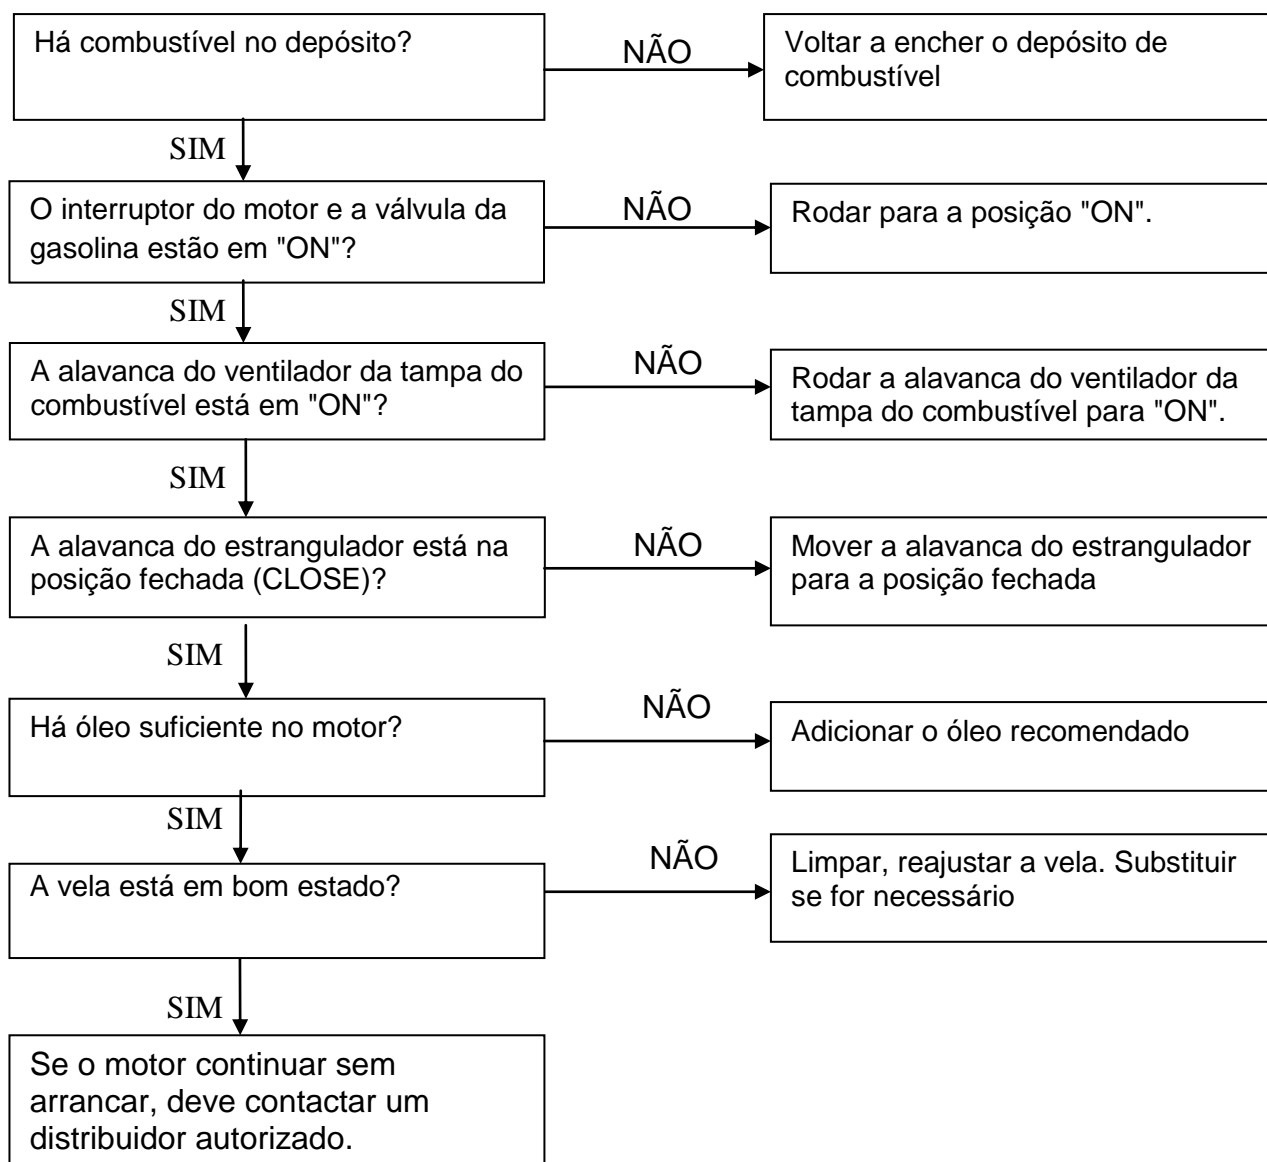 Há combustível no depósito?
NÃO
Voltar a encher o depósito de
combustível
SIM
O interruptor do motor e a válvula da
gasolina estão em "ON"?
NÃO
Rodar para a posição "ON".
SIM
A alavanca do ventilador da tampa do
combustível está em "ON"?
NÃO
Rodar a alavanca do ventilador da
tampa do combustível para "ON".
SIM
A alavanca do estrangulador está na
posição fechada (CLOSE)?
NÃO
Mover a alavanca do estrangulador
para a posição fechada
SIM
Há óleo suficiente no motor?
NÃO
Adicionar o óleo recomendado
SIM
A vela está em bom estado?
NÃO
Limpar, reajustar a vela. Substituir
se for necessário
SIM
Se o motor continuar sem
arrancar, deve contactar um
distribuidor autorizado.